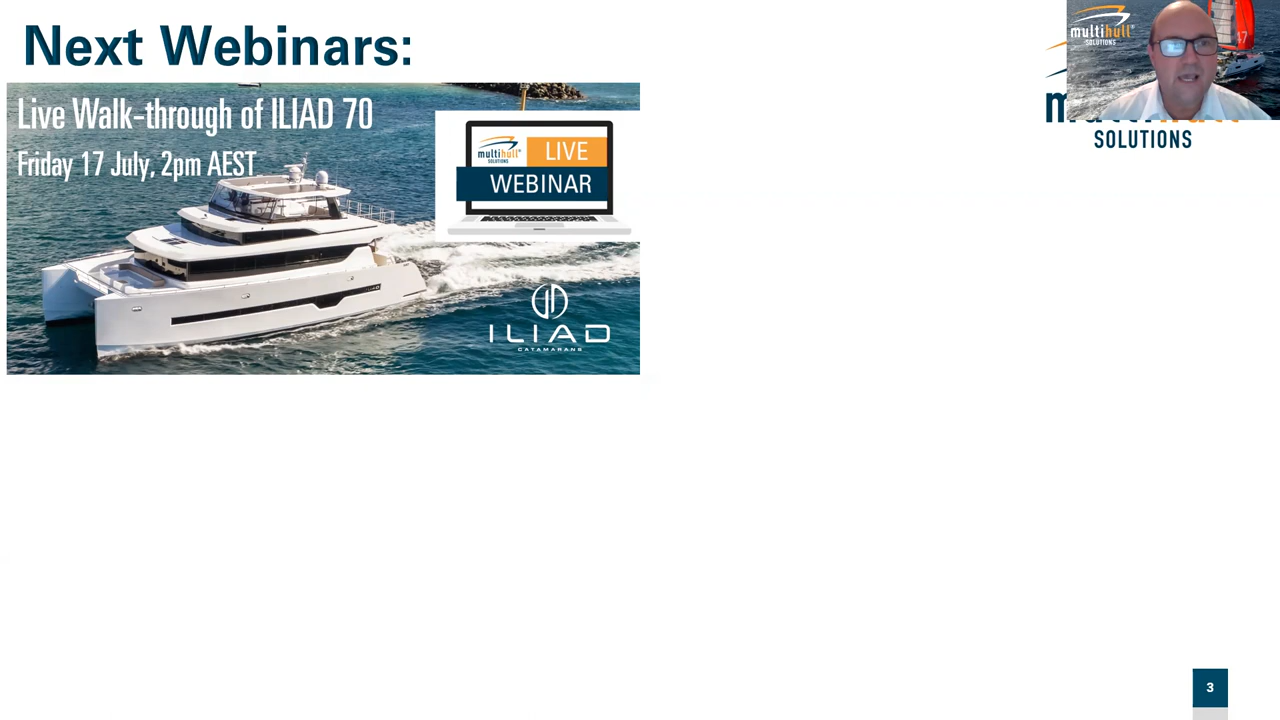 Next Webinars:
Live Walk-through of ILIAD 70
Friday 17 July, 2pm AEST
multihull
SOLUTIONS
LIVE
WEBINAR
ILIAD
CATAMARANS
multihull
SOLUTIONS
17
SOLUTIONS
3